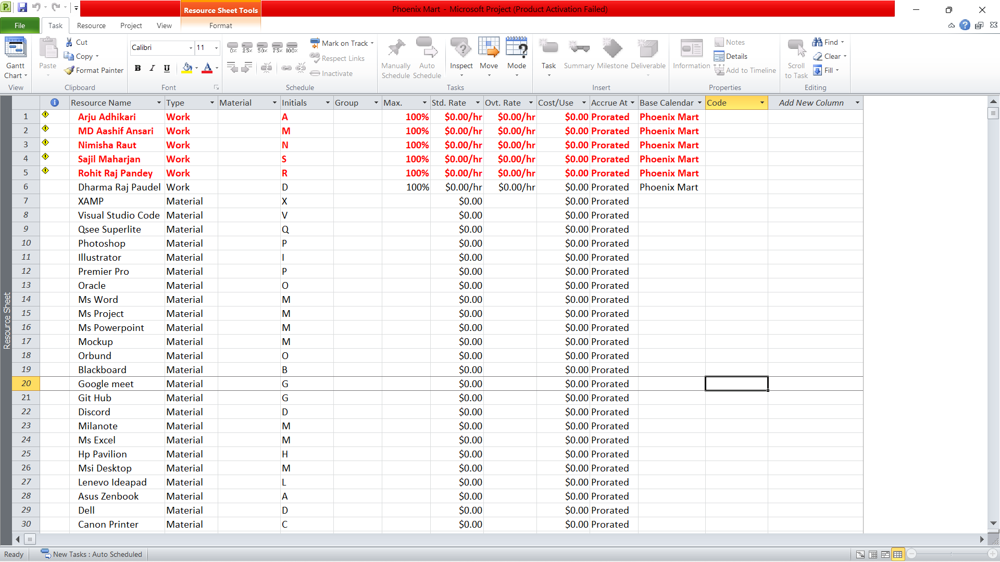 Resource Sheet Tools
Phoenix Mart - Microsoft Project (Product Activation Failed)
File Task Resource Project View Format
Gantt Chart
View
Paste
Cut
Copy
Format Painter
Clipboard
Calibri 11
B I U A
Font
0x 25x 50x 75x 100x
Mark on Track
Respect Links
Inactivate
Schedule
Manually Schedule
Auto Schedule
Inspect Move Mode
Tasks
Task Summary Milestone Deliverable
Insert
Information
Notes
Details
Add to Timeline
Properties
Scroll to Task
Find
Clear
Fill
Editing
Resource Name Type Material Initials Group Max. Std. Rate Ovt. Rate Cost/Use Accrue At Base Calendar Code Add New Column
1 Arju Adhikari Work A 100% $0.00/hr $0.00/hr $0.00 Prorated Phoenix Mart
2 MD Aashif Ansari Work M 100% $0.00/hr $0.00/hr $0.00 Prorated Phoenix Mart
3 Nimisha Raut Work N 100% $0.00/hr $0.00/hr $0.00 Prorated Phoenix Mart
4 Sajil Maharjan Work S 100% $0.00/hr $0.00/hr $0.00 Prorated Phoenix Mart
5 Rohit Raj Pandey Work R 100% $0.00/hr $0.00/hr $0.00 Prorated Phoenix Mart
6 Dharma Raj Paudel Work D 100% $0.00/hr $0.00/hr $0.00 Prorated Phoenix Mart
7 XAMP Material X $0.00 $0.00 Prorated
8 Visual Studio Code Material V $0.00 $0.00 Prorated
9 Qsee Superlite Material Q $0.00 $0.00 Prorated
10 Photoshop Material P $0.00 $0.00 Prorated
11 Illustrator Material I $0.00 $0.00 Prorated
12 Premier Pro Material P $0.00 $0.00 Prorated
13 Oracle Material O $0.00 $0.00 Prorated
14 Ms Word Material M $0.00 $0.00 Prorated
15 Ms Project Material M $0.00 $0.00 Prorated
16 Ms Powerpoint Material M $0.00 $0.00 Prorated
17 Mockup Material M $0.00 $0.00 Prorated
18 Orbund Material O $0.00 $0.00 Prorated
19 Blackboard Material B $0.00 $0.00 Prorated
20 Google meet Material G $0.00 $0.00 Prorated
21 Git Hub Material G $0.00 $0.00 Prorated
22 Discord Material D $0.00 $0.00 Prorated
23 Milanote Material M $0.00 $0.00 Prorated
24 Ms Excel Material M $0.00 $0.00 Prorated
25 Hp Pavilion Material H $0.00 $0.00 Prorated
26 Msi Desktop Material M $0.00 $0.00 Prorated
27 Lenevo Ideapad Material L $0.00 $0.00 Prorated
28 Asus Zenbook Material A $0.00 $0.00 Prorated
29 Dell Material D $0.00 $0.00 Prorated
30 Canon Printer Material C $0.00 $0.00 Prorated
Resource Sheet
Ready New Tasks : Auto Scheduled